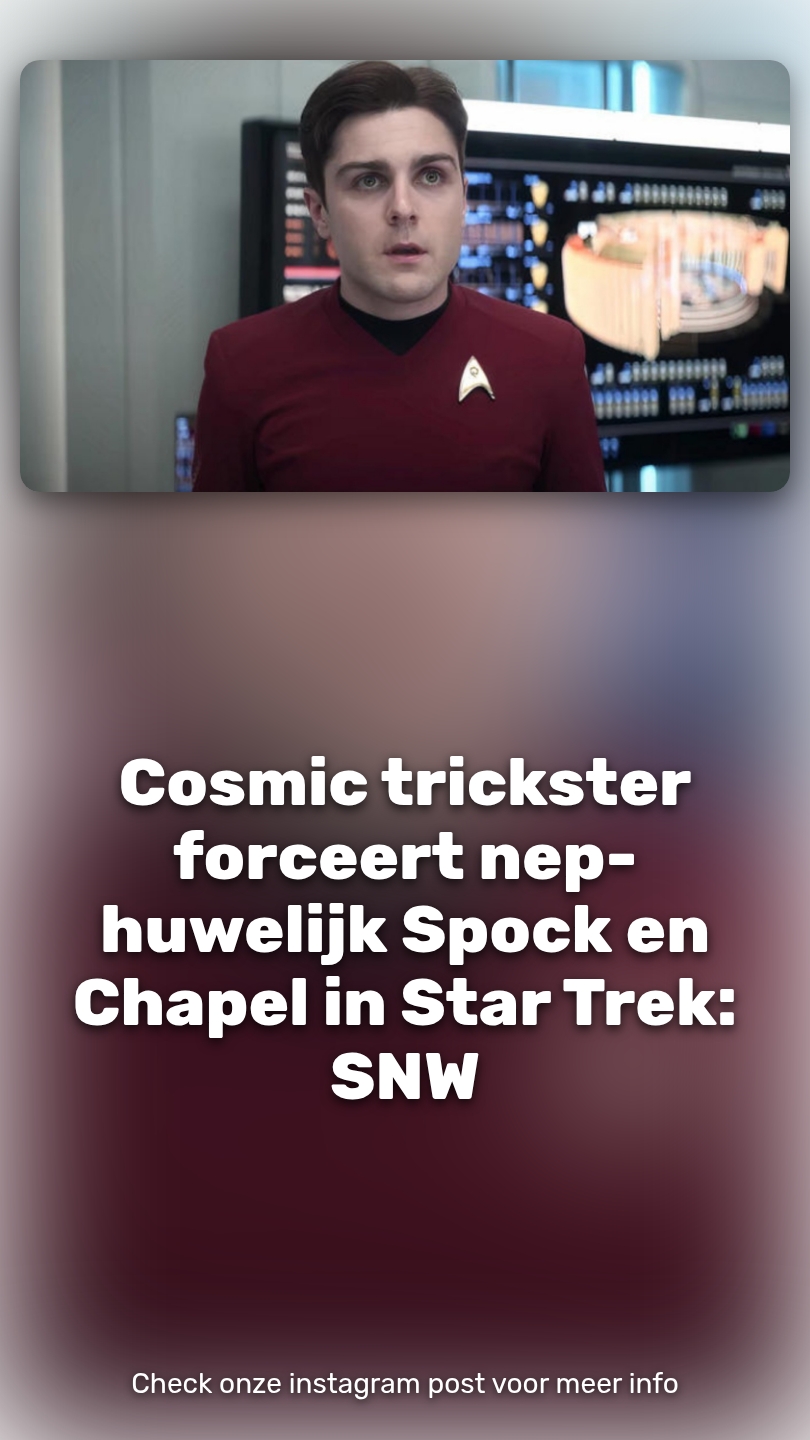 Cosmic trickster
forceert nep-
huwelijk Spock en
Chapel in Star Trek:
SNW
Check onze instagram post voor meer info